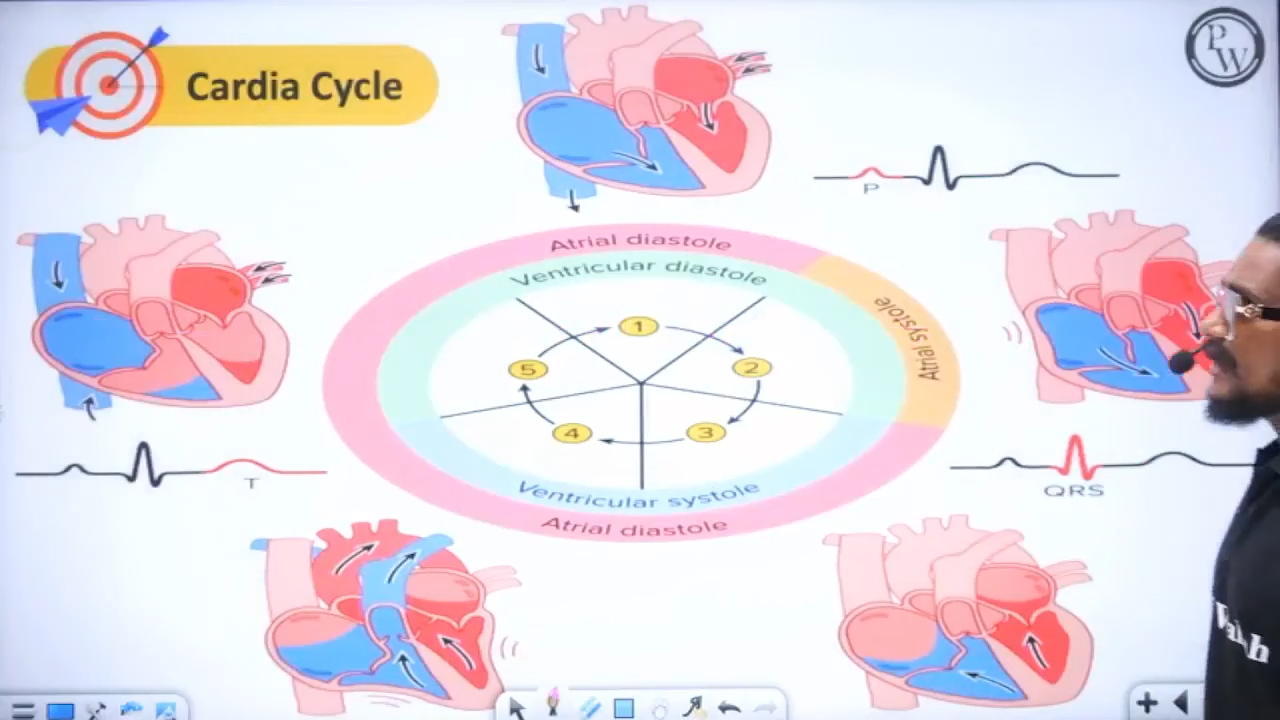 Cardia Cycle
PW
P
Atrial diastole
Ventricular diastole
Atrial systole
1
2
3
4
5
Ventricular systole
Atrial diastole
T
QRS